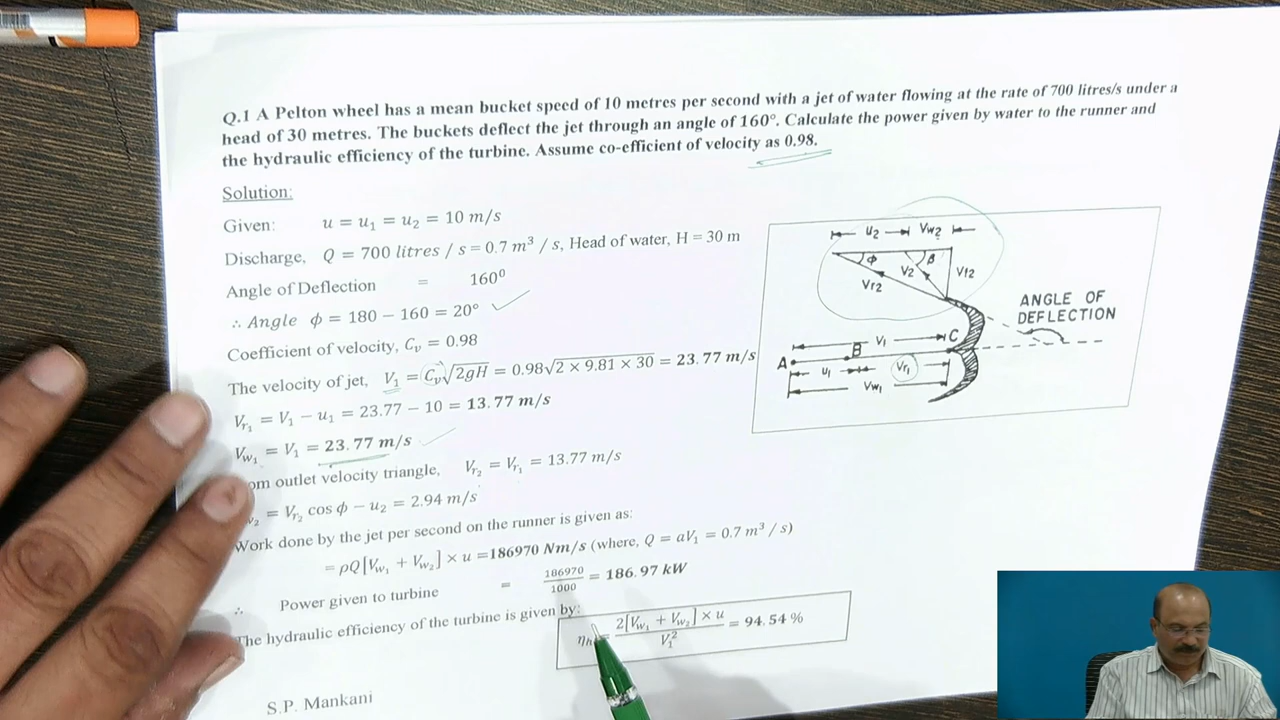 Q.1 A Pelton wheel has a mean bucket speed of 10 metres per second with a jet of water flowing at the rate of 700 litres/s under a
head of 30 metres. The buckets deflect the jet through an angle of 160°. Calculate the power given by water to the runner and
the hydraulic efficiency of the turbine. Assume co-efficient of velocity as 0.98.
Solution:
Given: u = u₁ = u₂ = 10 m/s
Discharge, Q = 700 litres / s = 0.7 m³ / s, Head of water, H = 30 m
Angle of Deflection = 160⁰
∴ Angle ϕ = 180 − 160 = 20°
Coefficient of velocity, Cᵥ = 0.98
The velocity of jet, V₁ = Cᵥ√2gH = 0.98√2 × 9.81 × 30 = 23.77 m/s
Vr₁ = V₁ − u₁ = 23.77 − 10 = 13.77 m/s
Vw₁ = V₁ = 23.77 m/s
om outlet velocity triangle, Vr₂ = Vr₁ = 13.77 m/s
w₂ = Vr₂ cos ϕ − u₂ = 2.94 m/s
Work done by the jet per second on the runner is given as:
= ρQ[Vw₁ + Vw₂] × u =186970 Nm/s (where, Q = aV₁ = 0.7 m³ / s)
∴ Power given to turbine = 186970/1000 = 186.97 kW
The hydraulic efficiency of the turbine is given by:
η = 2[Vw₁ + Vw₂] × u / V₁² = 94.54 %
S.P. Mankani
u₂ Vw₂
ϕ β
Vr₂ V₂ Vf2
ANGLE OF
DEFLECTION
V₁ C
A B
u₁ Vr₁
Vw₁